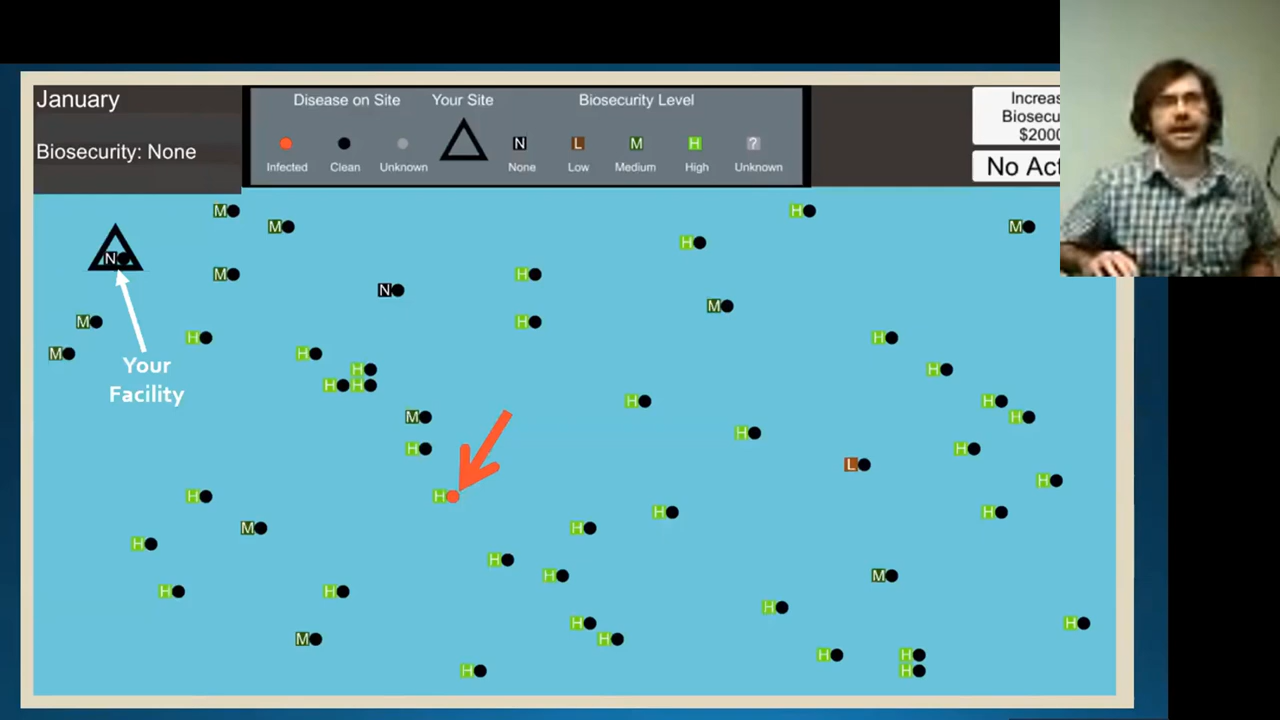 January
Biosecurity: None
Disease on Site
Your Site
Biosecurity Level
Infected
Clean
Unknown
N
None
L
Low
M
Medium
H
High
?
Unknown
$200
No
M
H
M
H
M
N
M
H
N
H
M
M
H
H
H
H
H
H
H
Your
Facility
H
H
H
M
H
H
H
H
L
H
H
H
H
H
H
M
H
H
H
H
M
H
H
H
H
H
M
H
H
H
H
H